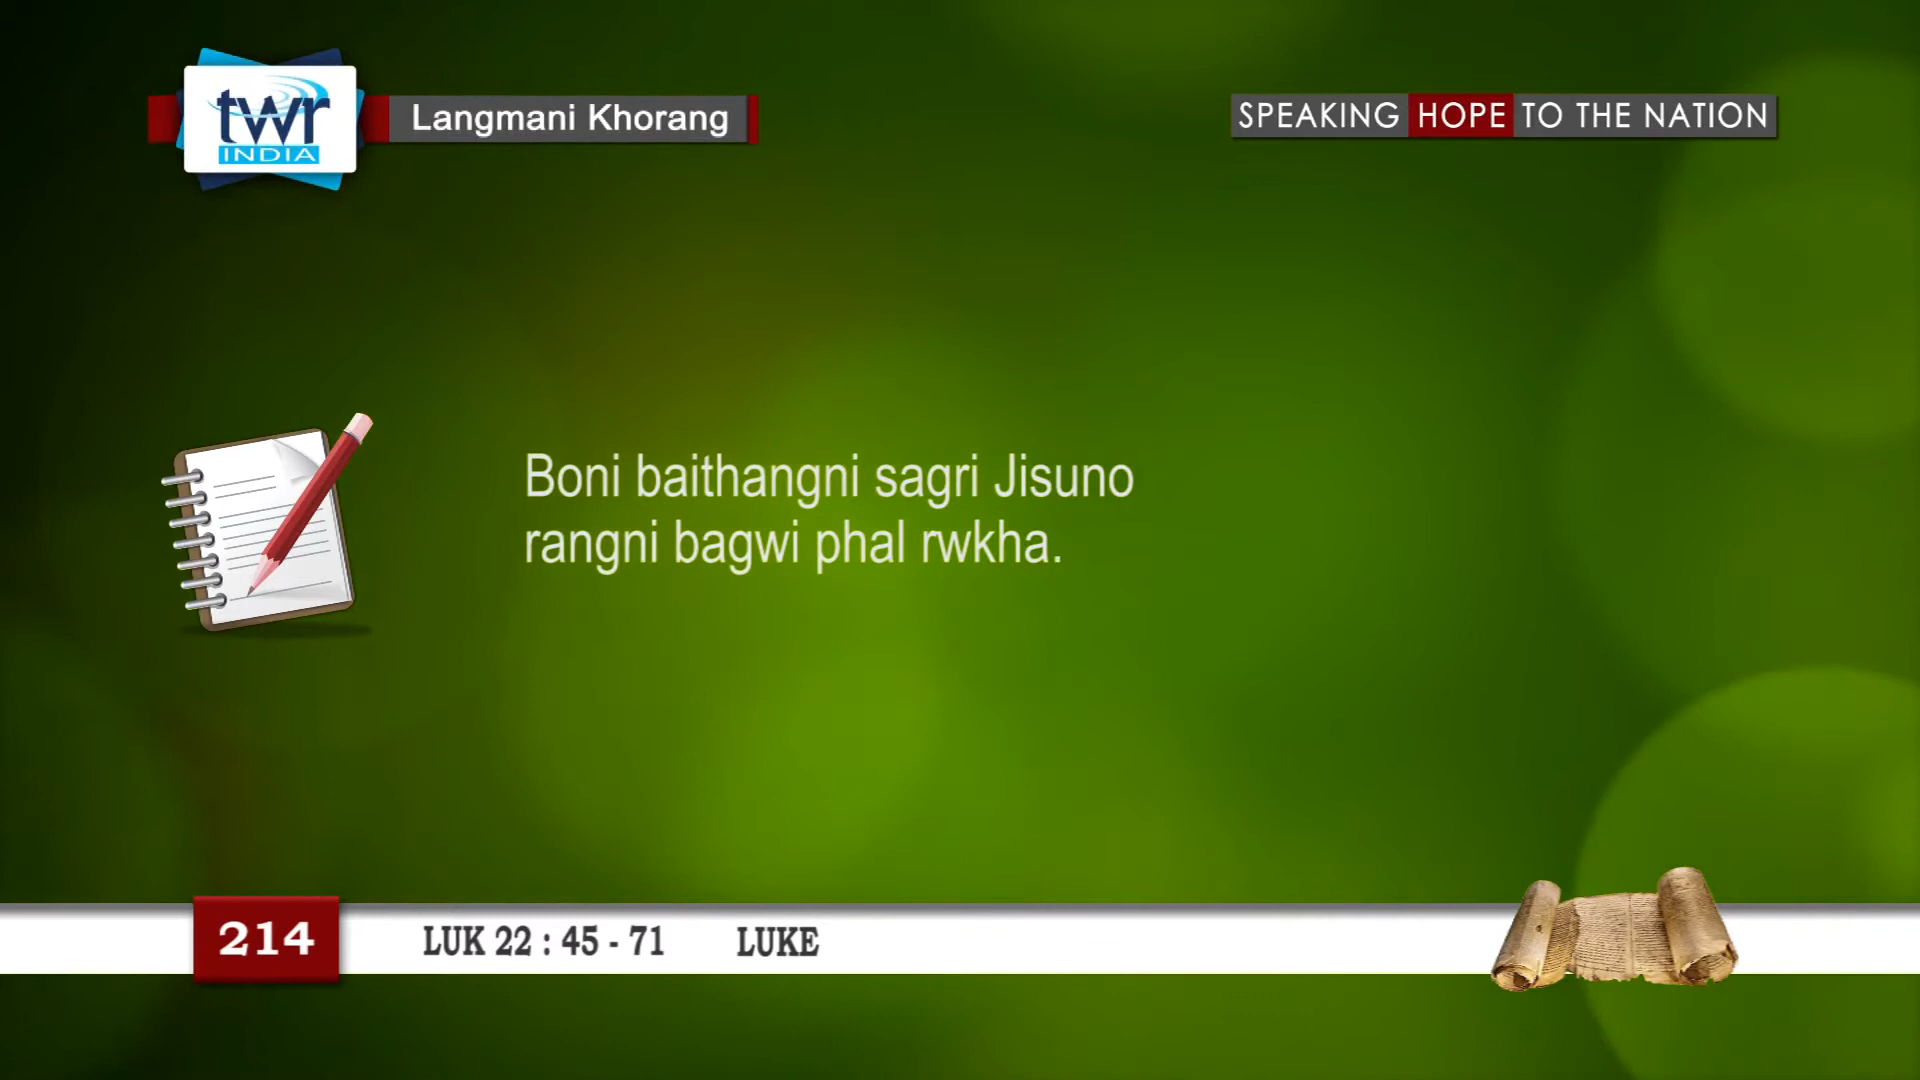 twr
INDIA
Langmani Khorang
SPEAKING HOPE TO THE NATION
Boni baithangni sagri Jisuno
rangni bagwi phal rwkha.
214
LUK 22 : 45 - 71
LUKE